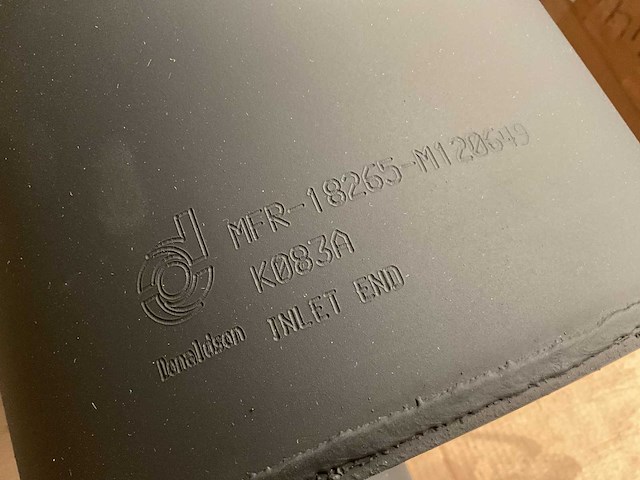 MFR-18265-M120649
K083A
Donaldson INLET END